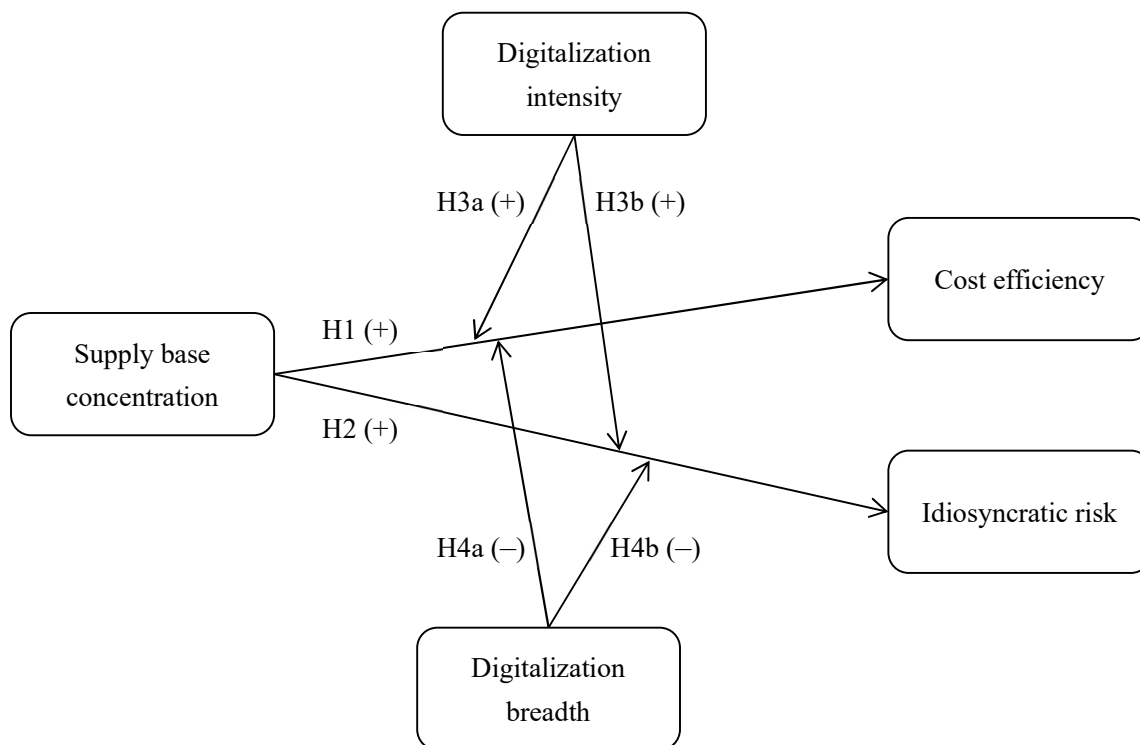 Digitalization
intensity
H3a (+)
H3b (+)
Cost efficiency
H1 (+)
Supply base
concentration
H2 (+)
Idiosyncratic risk
H4a (–)
H4b (–)
Digitalization
breadth